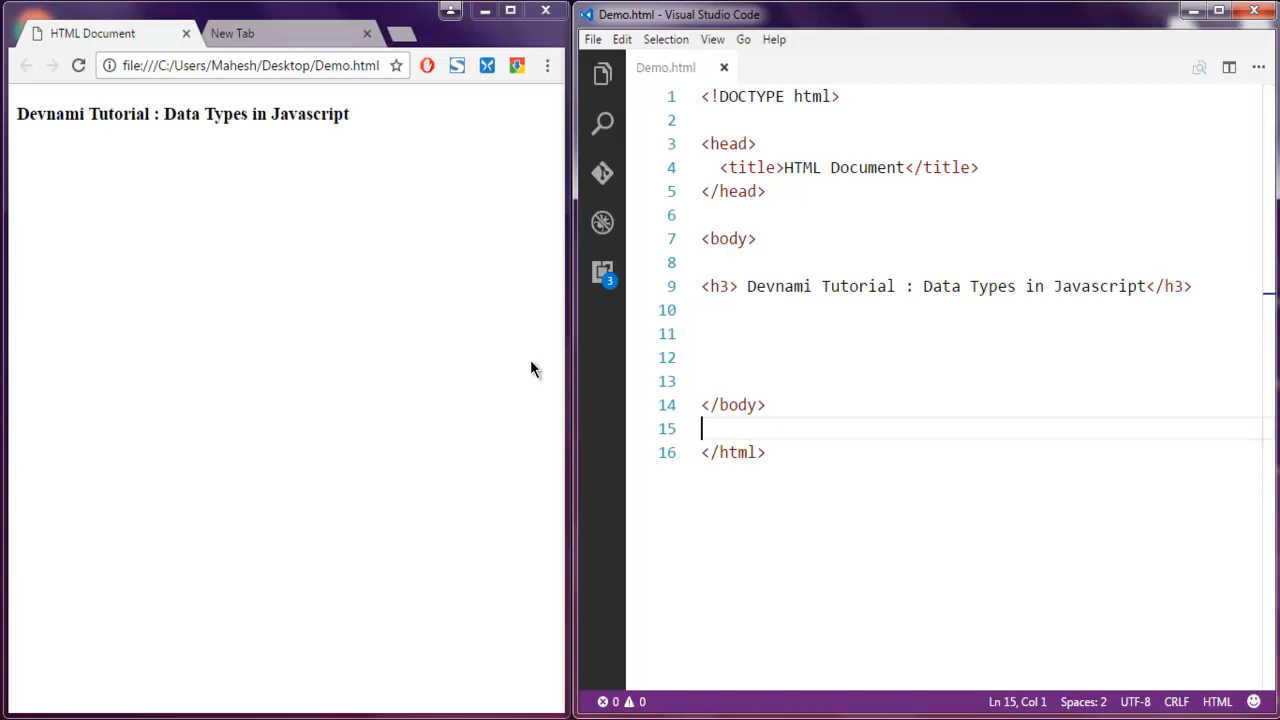 HTML Document
New Tab
file:///C:/Users/Mahesh/Desktop/Demo.html
Devnami Tutorial : Data Types in Javascript
Demo.html - Visual Studio Code
File Edit Selection View Go Help
Demo.html
1 <!DOCTYPE html>
2
3 <head>
4 <title>HTML Document</title>
5 </head>
6
7 <body>
8
9 <h3> Devnami Tutorial : Data Types in Javascript</h3>
10
11
12
13
14 </body>
15
16 </html>
3
0 0
Ln 15, Col 1 Spaces: 2 UTF-8 CRLF HTML